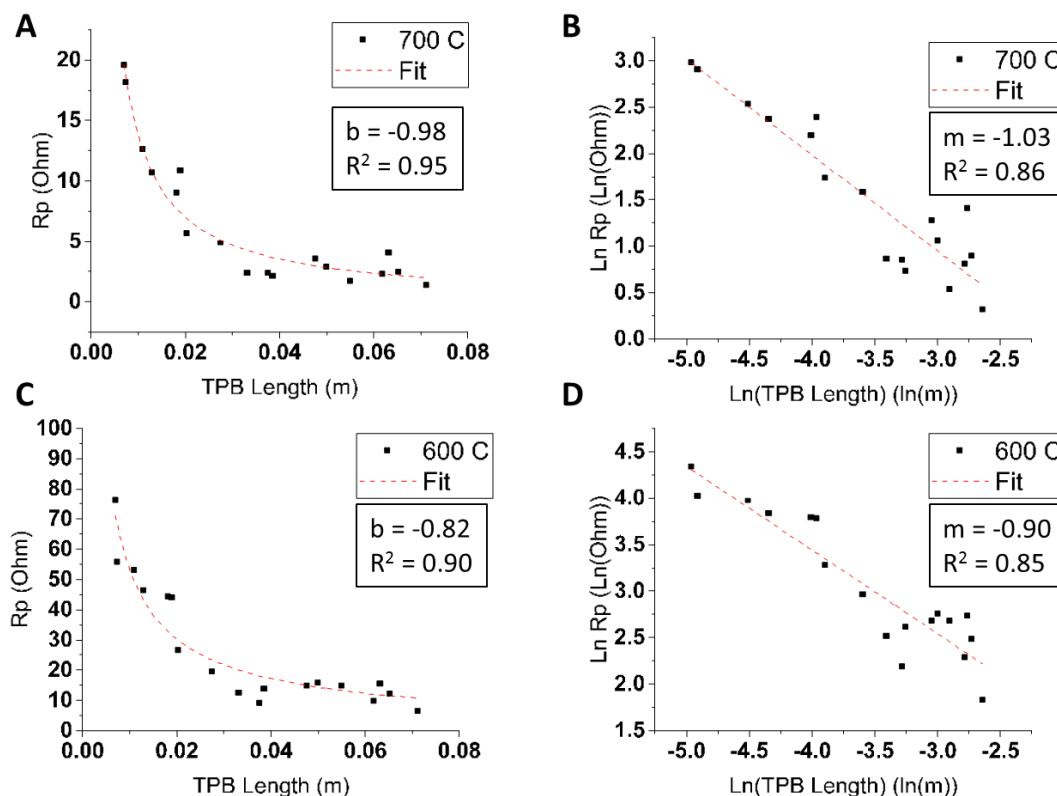 A
700 C
Fit
b = -0.98
R² = 0.95
20
15
10
5
0
Rp (Ohm)
0.00 0.02 0.04 0.06 0.08
TPB Length (m)
B
700 C
Fit
m = -1.03
R² = 0.86
3.0
2.5
2.0
1.5
1.0
0.5
0.0
Ln Rp (Ln(Ohm))
-5.0 -4.5 -4.0 -3.5 -3.0 -2.5
Ln(TPB Length) (ln(m))
C
600 C
Fit
b = -0.82
R² = 0.90
100
90
80
70
60
50
40
30
20
10
0
Rp (Ohm)
0.00 0.02 0.04 0.06 0.08
TPB Length (m)
D
600 C
Fit
m = -0.90
R² = 0.85
4.5
4.0
3.5
3.0
2.5
2.0
1.5
Ln Rp (Ln(Ohm))
-5.0 -4.5 -4.0 -3.5 -3.0 -2.5
Ln(TPB Length) (ln(m))